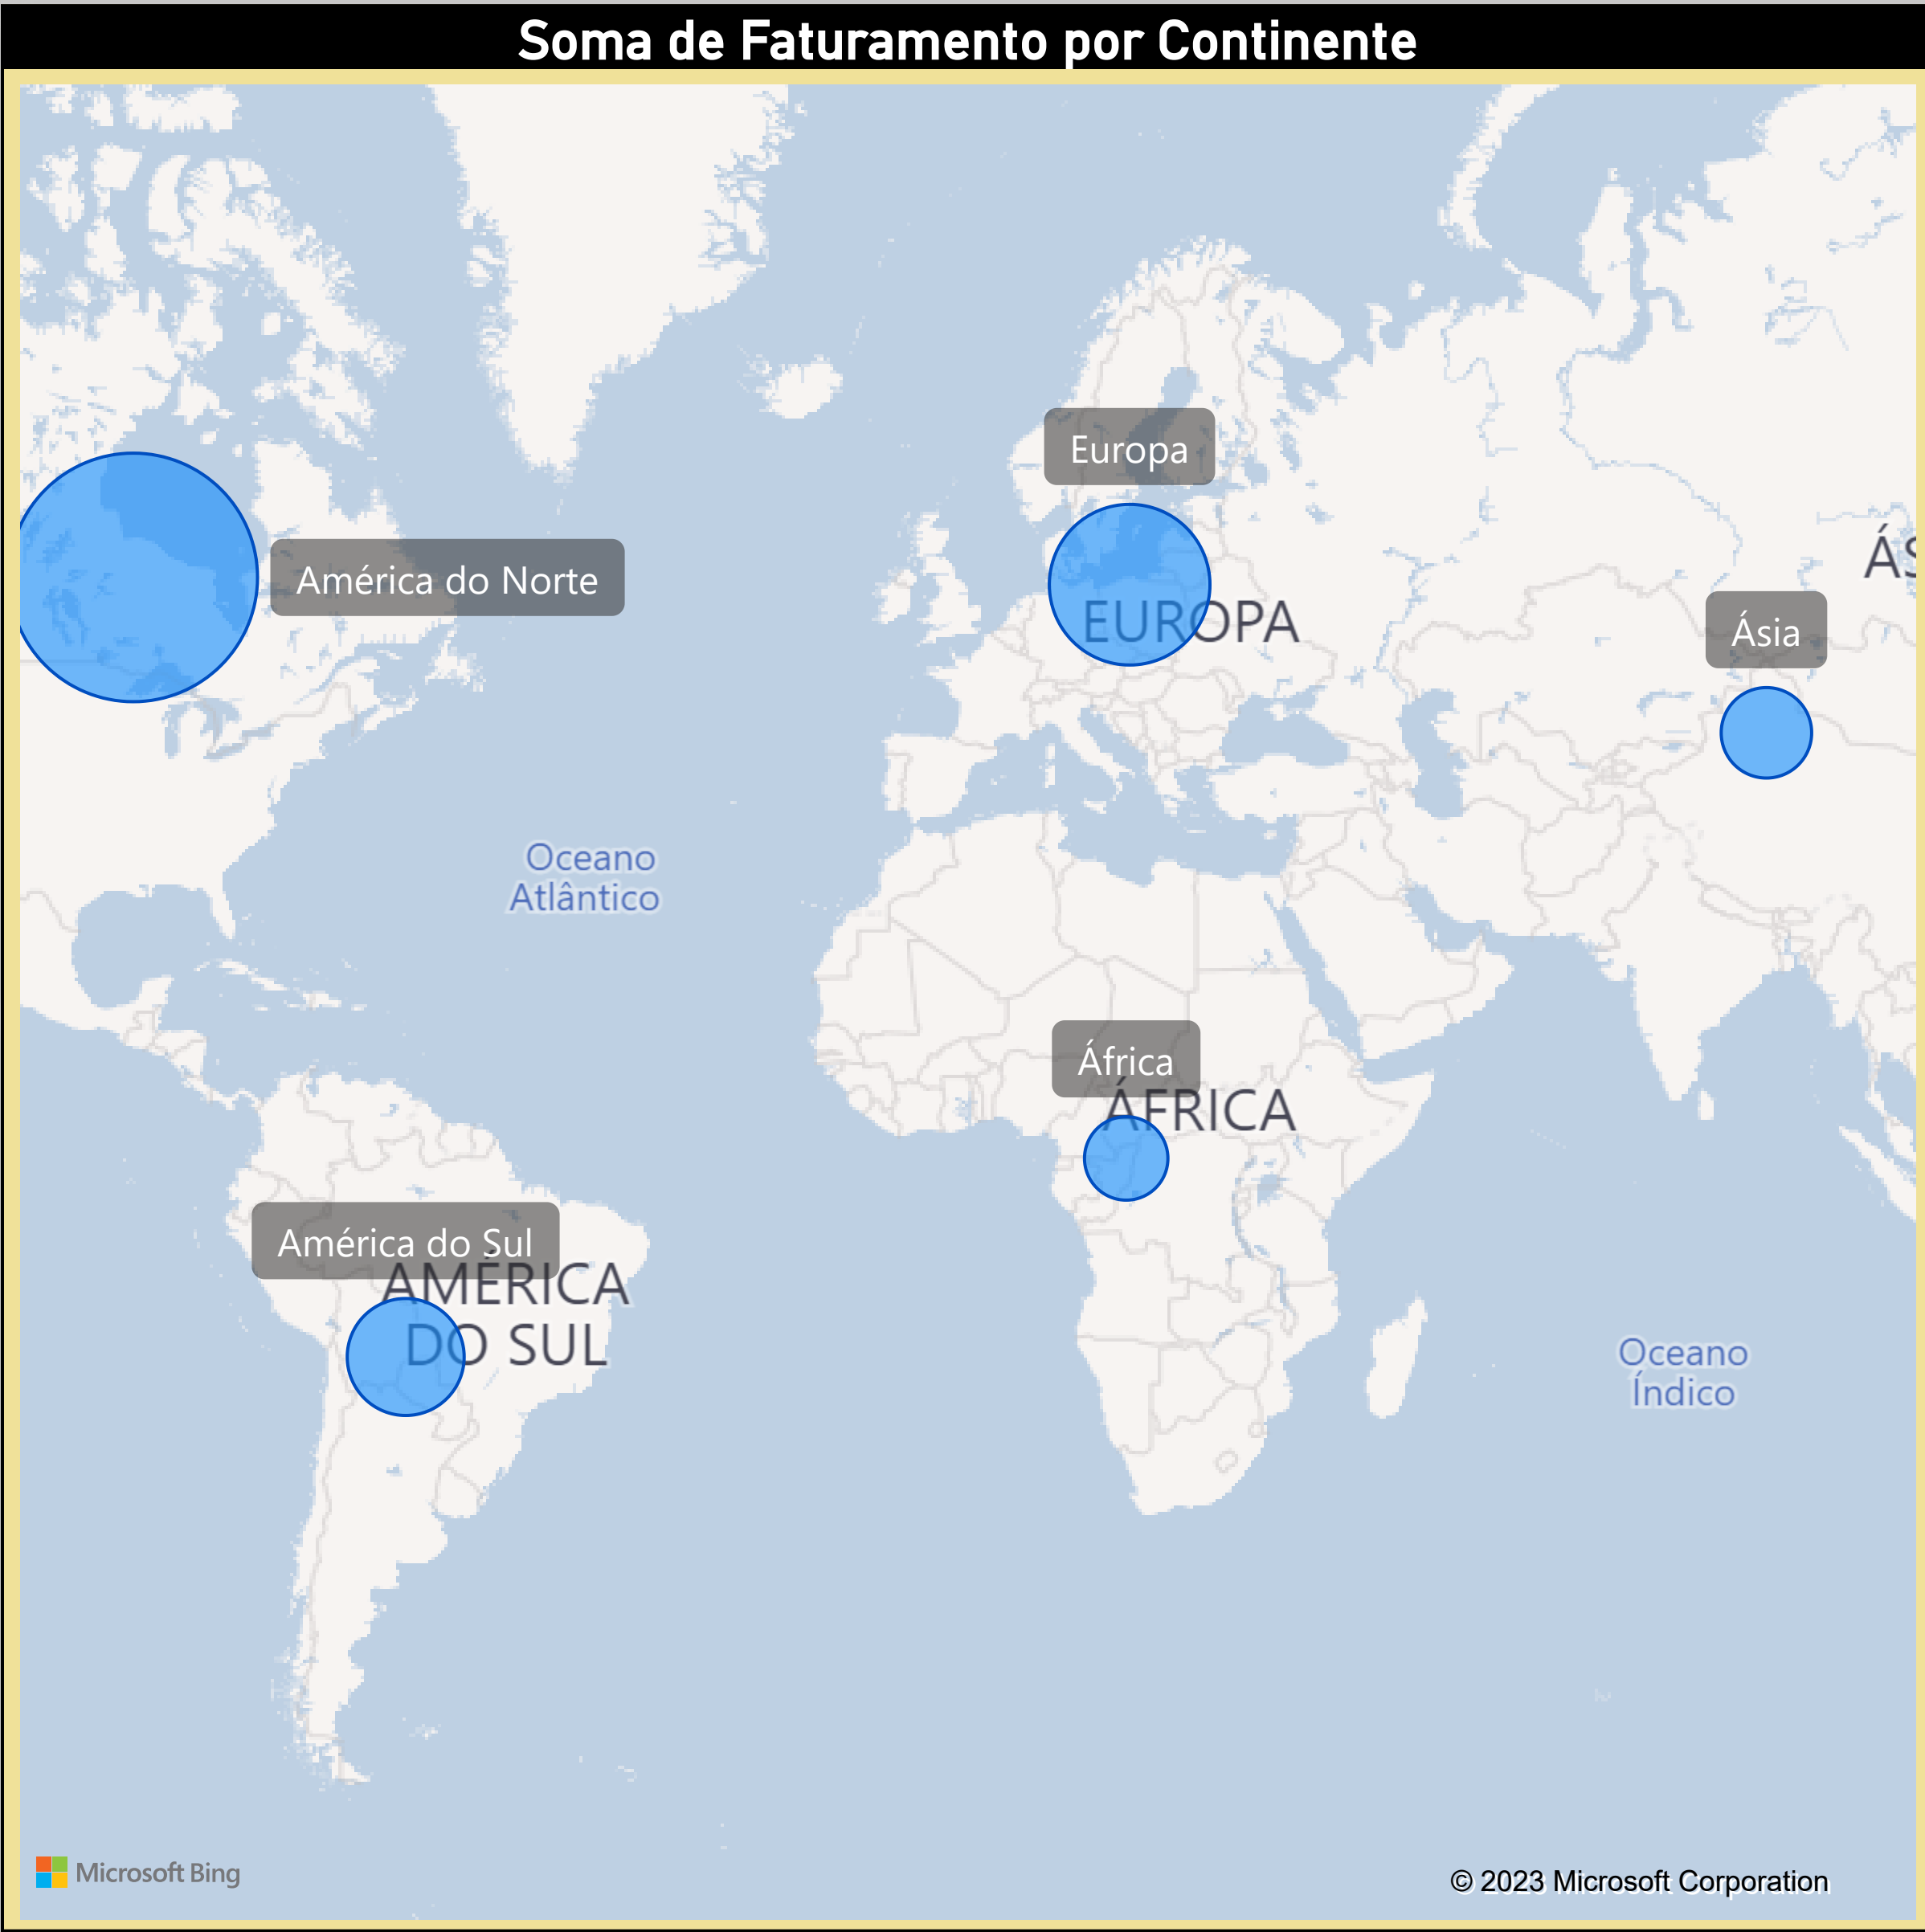 Soma de Faturamento por Continente
Europa
ÁS
América do Norte
EUROPA
Ásia
Oceano
Atlântico
África
ÁFRICA
América do Sul
AMÉRICA
DO SUL
Oceano
Índico
Microsoft Bing
© 2023 Microsoft Corporation